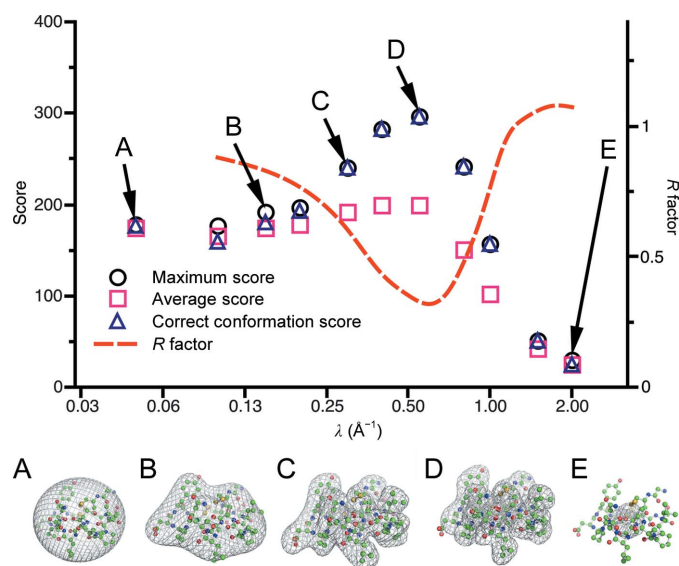 400
300
200
100
0
Score
A
B
C
D
E
1
0.5
0
R factor
Maximum score
Average score
Correct conformation score
R factor
0.03 0.06 0.13 0.25 0.50 1.00 2.00
λ (Å⁻¹)
A B C D E